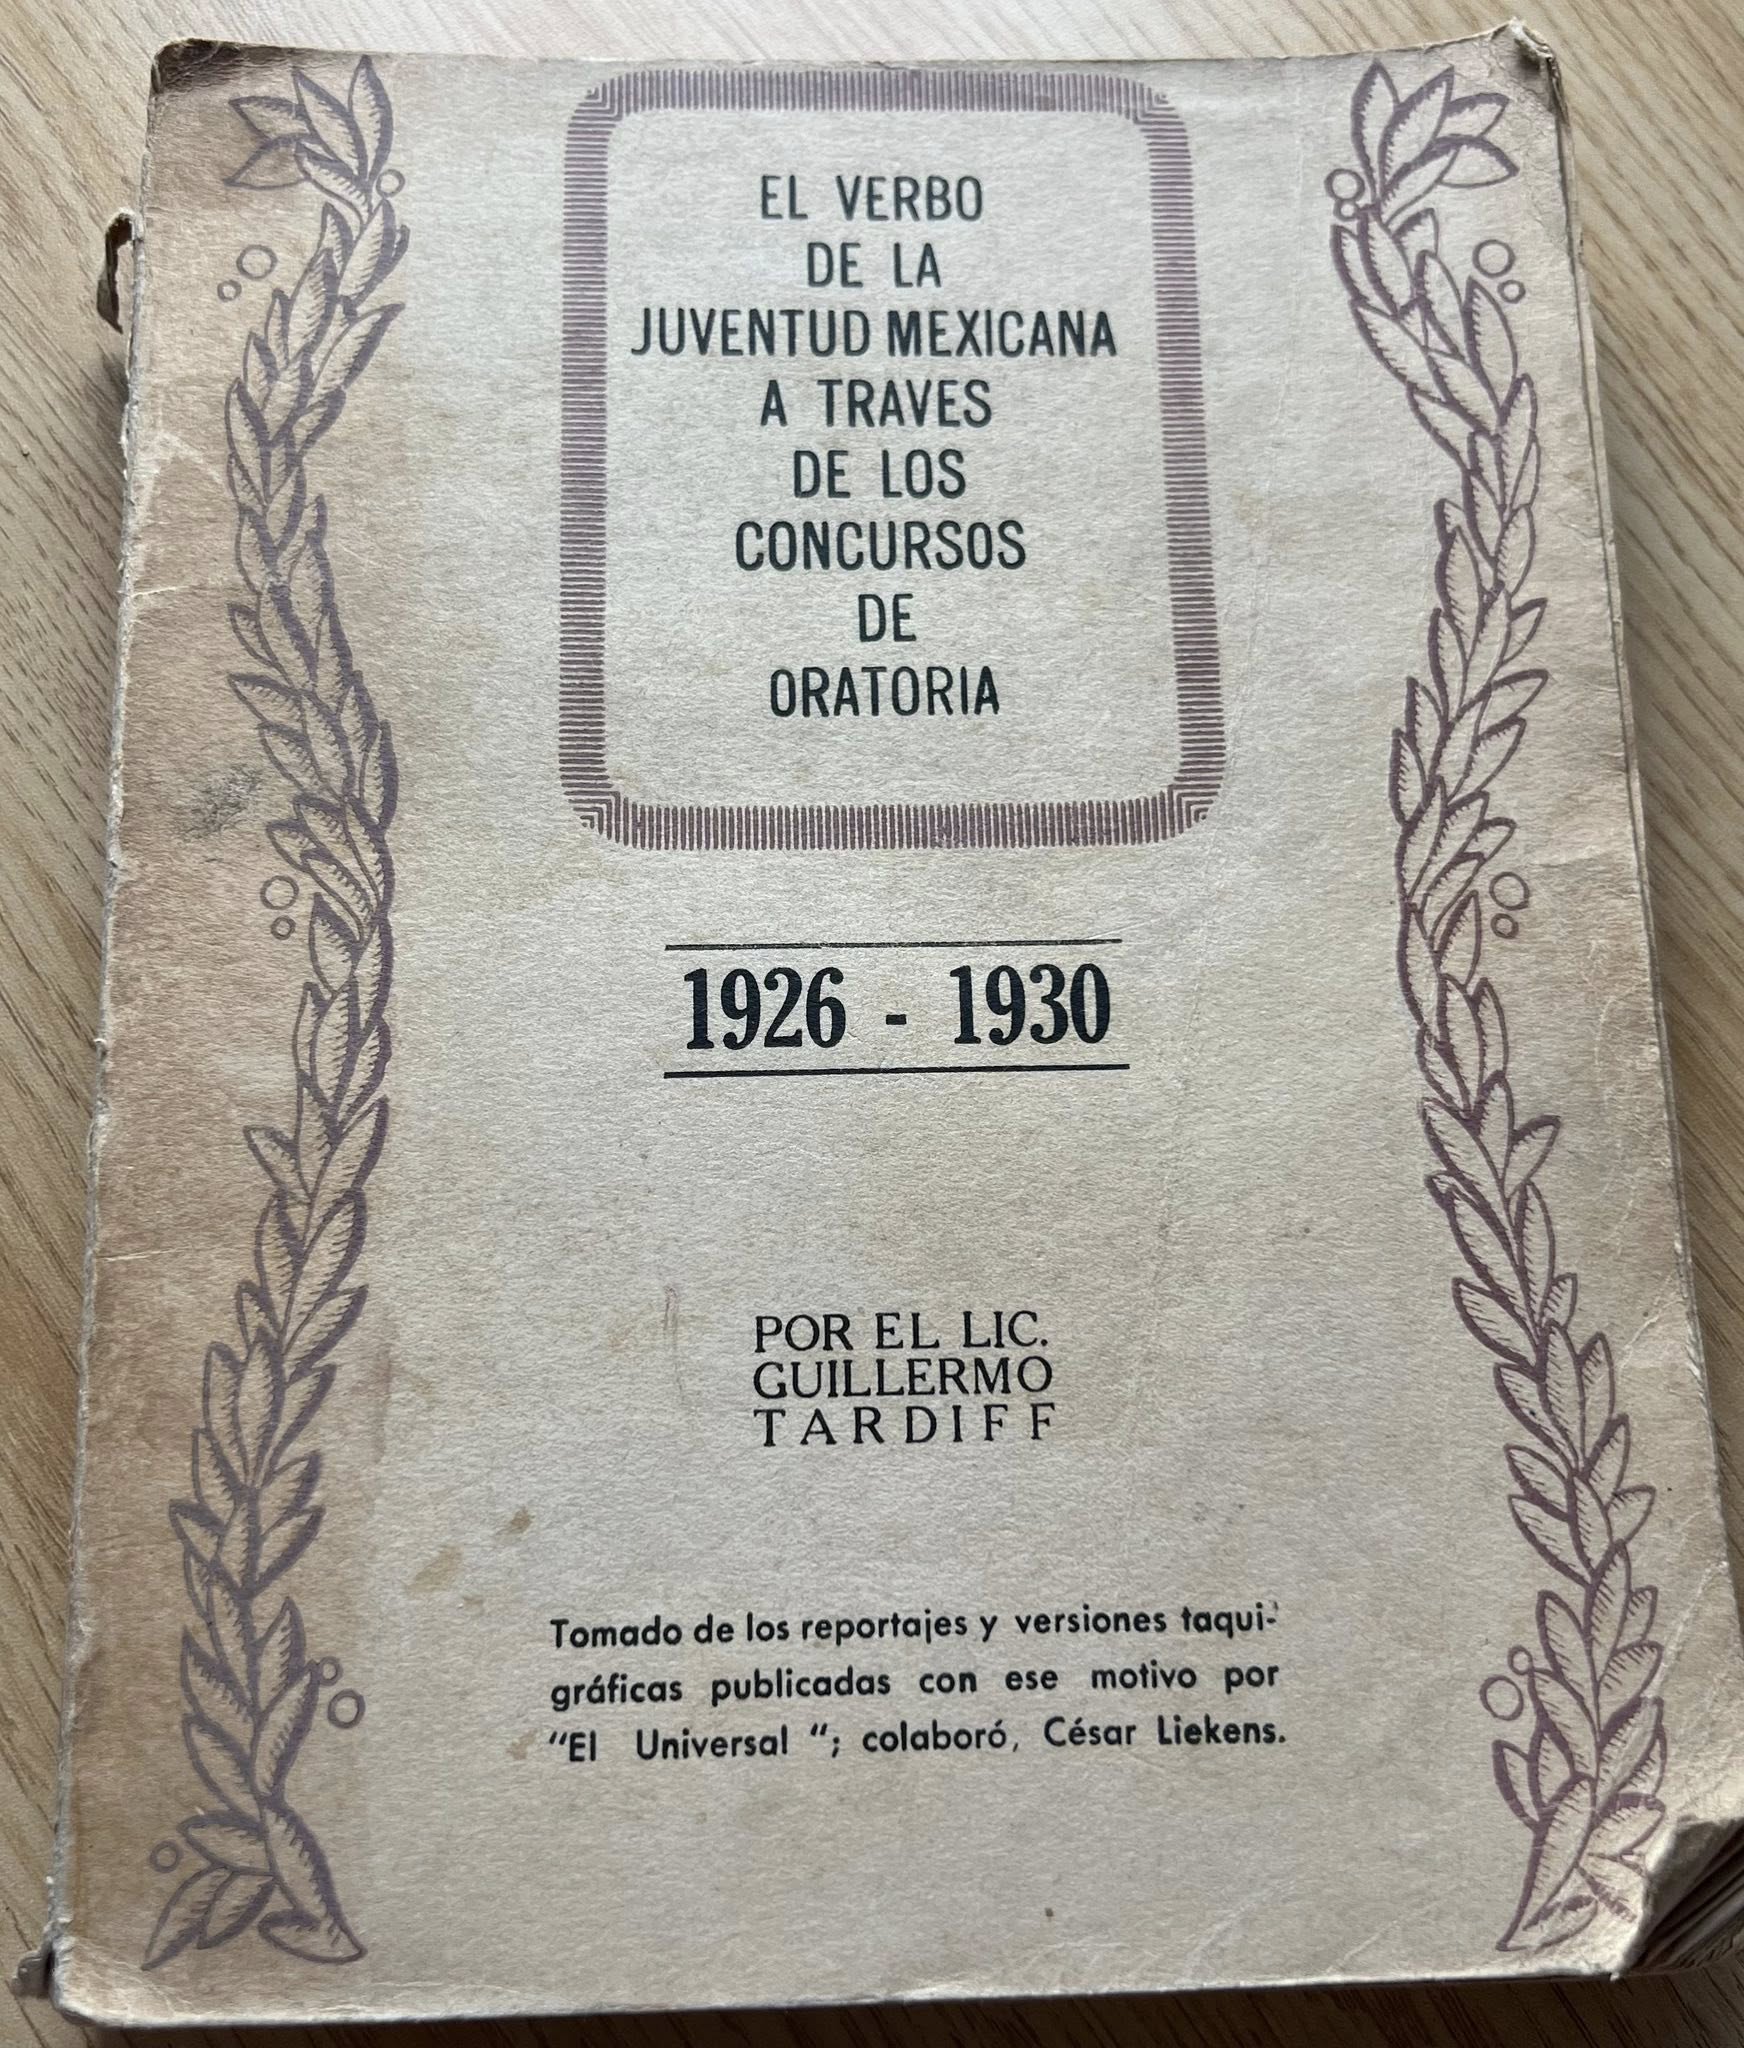 EL VERBO
DE LA
JUVENTUD MEXICANA
A TRAVES
DE LOS
CONCURSOS
DE
ORATORIA
1926 - 1930
POR EL LIC.
GUILLERMO
TARDIFF
Tomado de los reportajes y versiones taqui-
gráficas publicadas con ese motivo por
"El Universal "; colaboró, César Liekens.